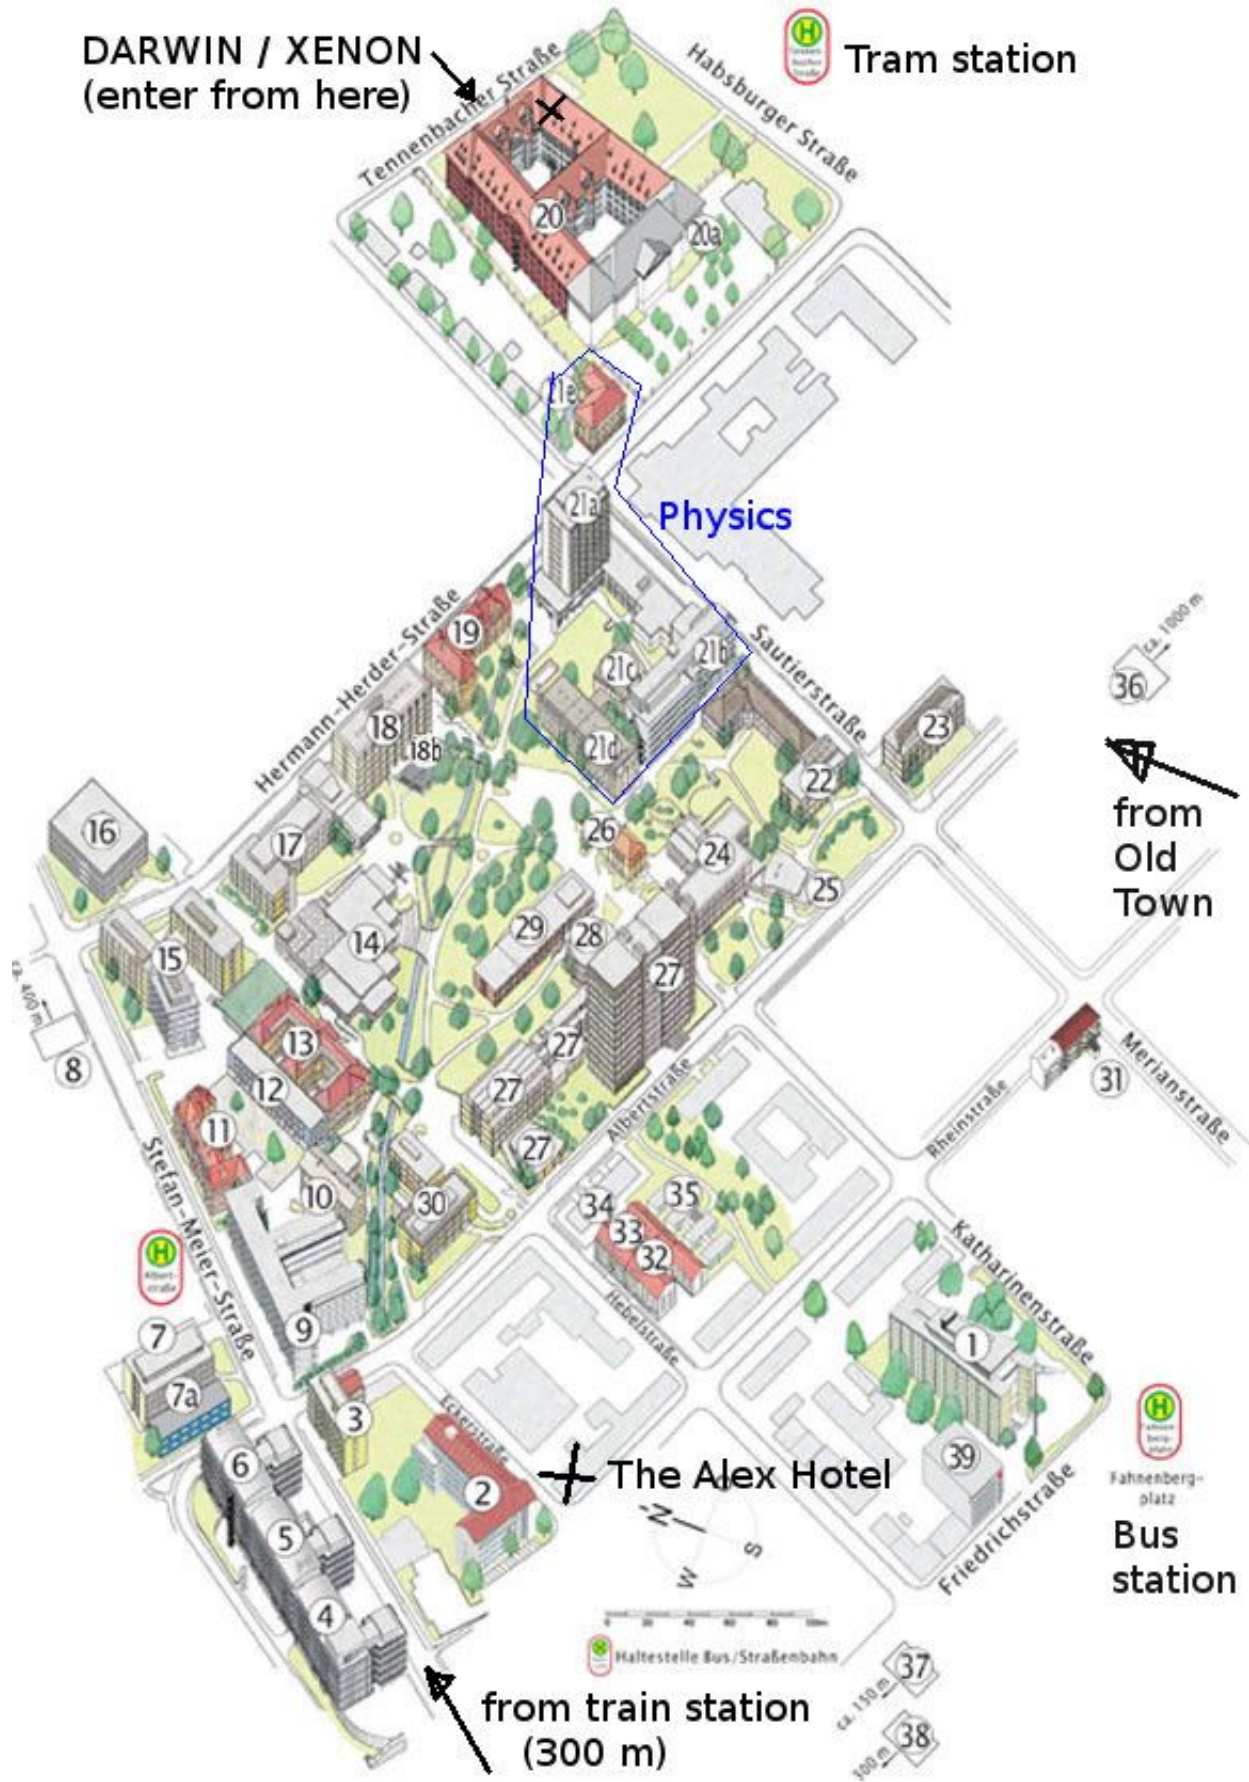 DARWIN / XENON
(enter from here)
Tennenbacher Straße
Habsburger Straße
H
Tram station
20
20a
21e
21a
Physics
Sautierstraße
19
Hermann-Herder-Straße
21b
21c
21d
18
18b
ca. 1000 m
36
23
22
from
Old
Town
16
17
26
24
25
29
28
27
14
15
ca. 400 m
8
13
12
27
27
27
Albertstraße
31
Merianstraße
Rheinstraße
11
10
30
34
33
35
32
Hebelstraße
Stefan-Meier-Straße
H
Albert-
straße
9
7
7a
Katharinenstraße
1
3
Eckerstraße
2
The Alex Hotel
39
H
Fahnenberg-
platz
Bus
station
Friedrichstraße
6
5
4
N
O
S
W
Haltestelle Bus/Straßenbahn
from train station
(300 m)
37
ca. 150 m
38
300 m